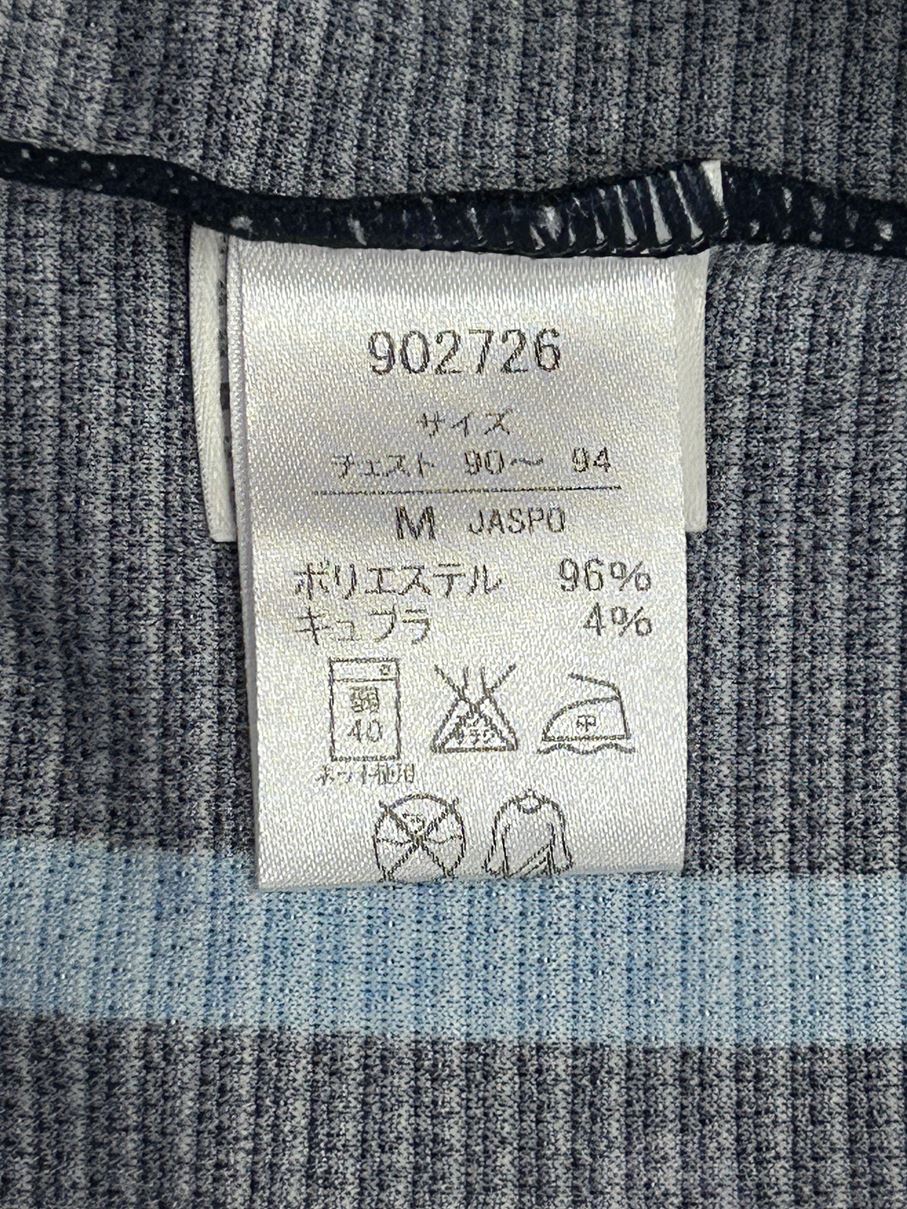 902726
サイズ
チェスト 90〜 94
M JASPO
ポリエステル 96%
キュプラ 4%
弱
40
中
ネット使用